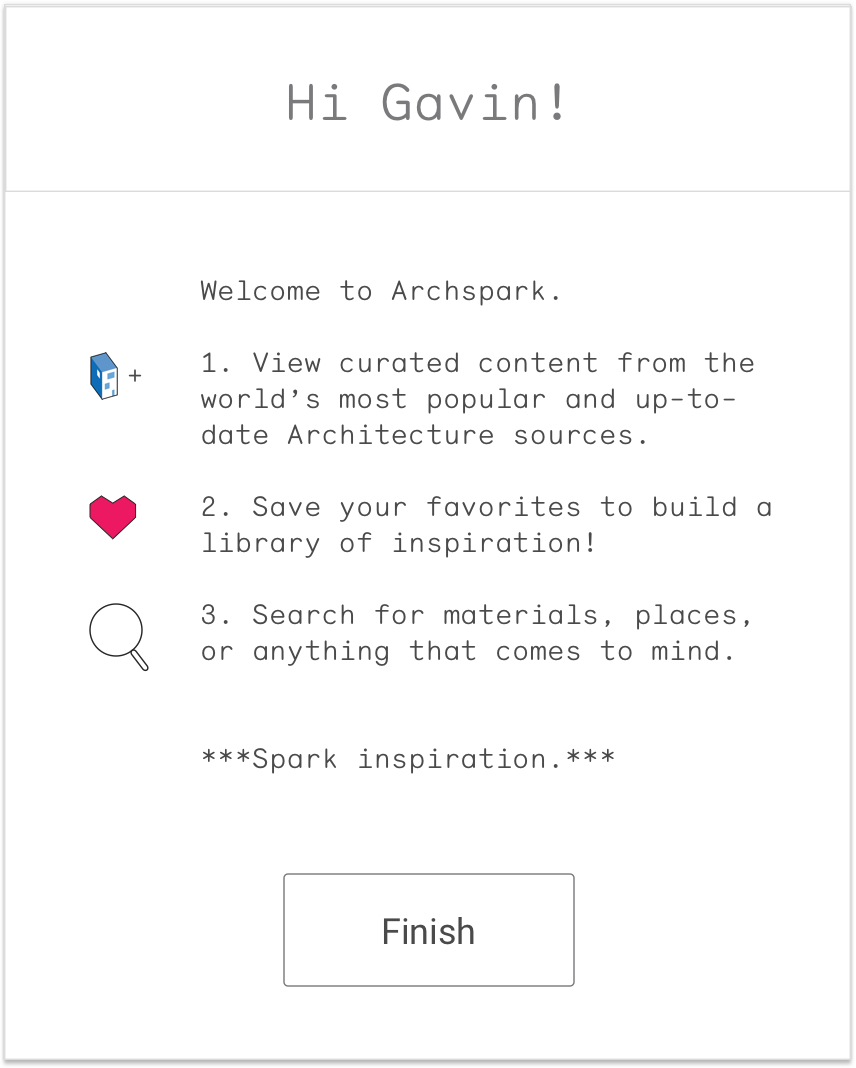 Hi Gavin!
Welcome to Archspark.
+
1. View curated content from the
world’s most popular and up-to-
date Architecture sources.
2. Save your favorites to build a
library of inspiration!
3. Search for materials, places,
or anything that comes to mind.
***Spark inspiration.***
Finish